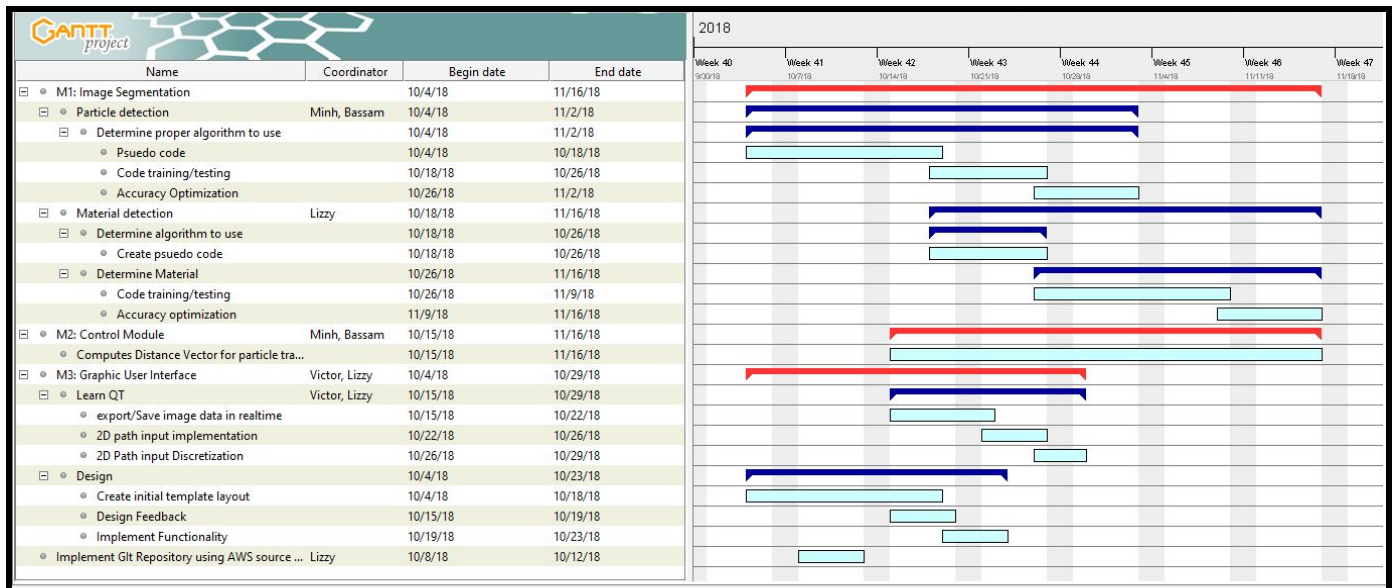 GANTT
project
2018
Week 40 Week 41 Week 42 Week 43 Week 44 Week 45 Week 46 Week 47
9/30/18 10/7/18 10/14/18 10/21/18 10/28/18 11/4/18 11/11/18 11/18/18
Name Coordinator Begin date End date
M1: Image Segmentation 10/4/18 11/16/18
Particle detection Minh, Bassam 10/4/18 11/2/18
Determine proper algorithm to use 10/4/18 11/2/18
Psuedo code 10/4/18 10/18/18
Code training/testing 10/18/18 10/26/18
Accuracy Optimization 10/26/18 11/2/18
Material detection Lizzy 10/18/18 11/16/18
Determine algorithm to use 10/18/18 10/26/18
Create psuedo code 10/18/18 10/26/18
Determine Material 10/26/18 11/16/18
Code training/testing 10/26/18 11/9/18
Accuracy optimization 11/9/18 11/16/18
M2: Control Module Minh, Bassam 10/15/18 11/16/18
Computes Distance Vector for particle tra... 10/15/18 11/16/18
M3: Graphic User Interface Victor, Lizzy 10/4/18 10/29/18
Learn QT Victor, Lizzy 10/15/18 10/29/18
export/Save image data in realtime 10/15/18 10/22/18
2D path input implementation 10/22/18 10/26/18
2D Path input Discretization 10/26/18 10/29/18
Design 10/4/18 10/23/18
Create initial template layout 10/4/18 10/18/18
Design Feedback 10/15/18 10/19/18
Implement Functionality 10/19/18 10/23/18
Implement GIt Repository using AWS source ... Lizzy 10/8/18 10/12/18